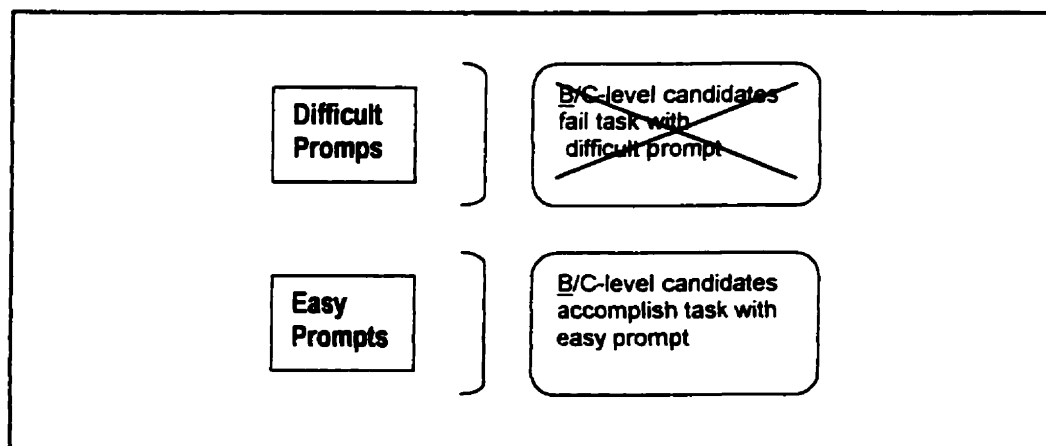 Difficult
Promps
B/C-level candidates
fail task with
difficult prompt
Easy
Prompts
B/C-level candidates
accomplish task with
easy prompt